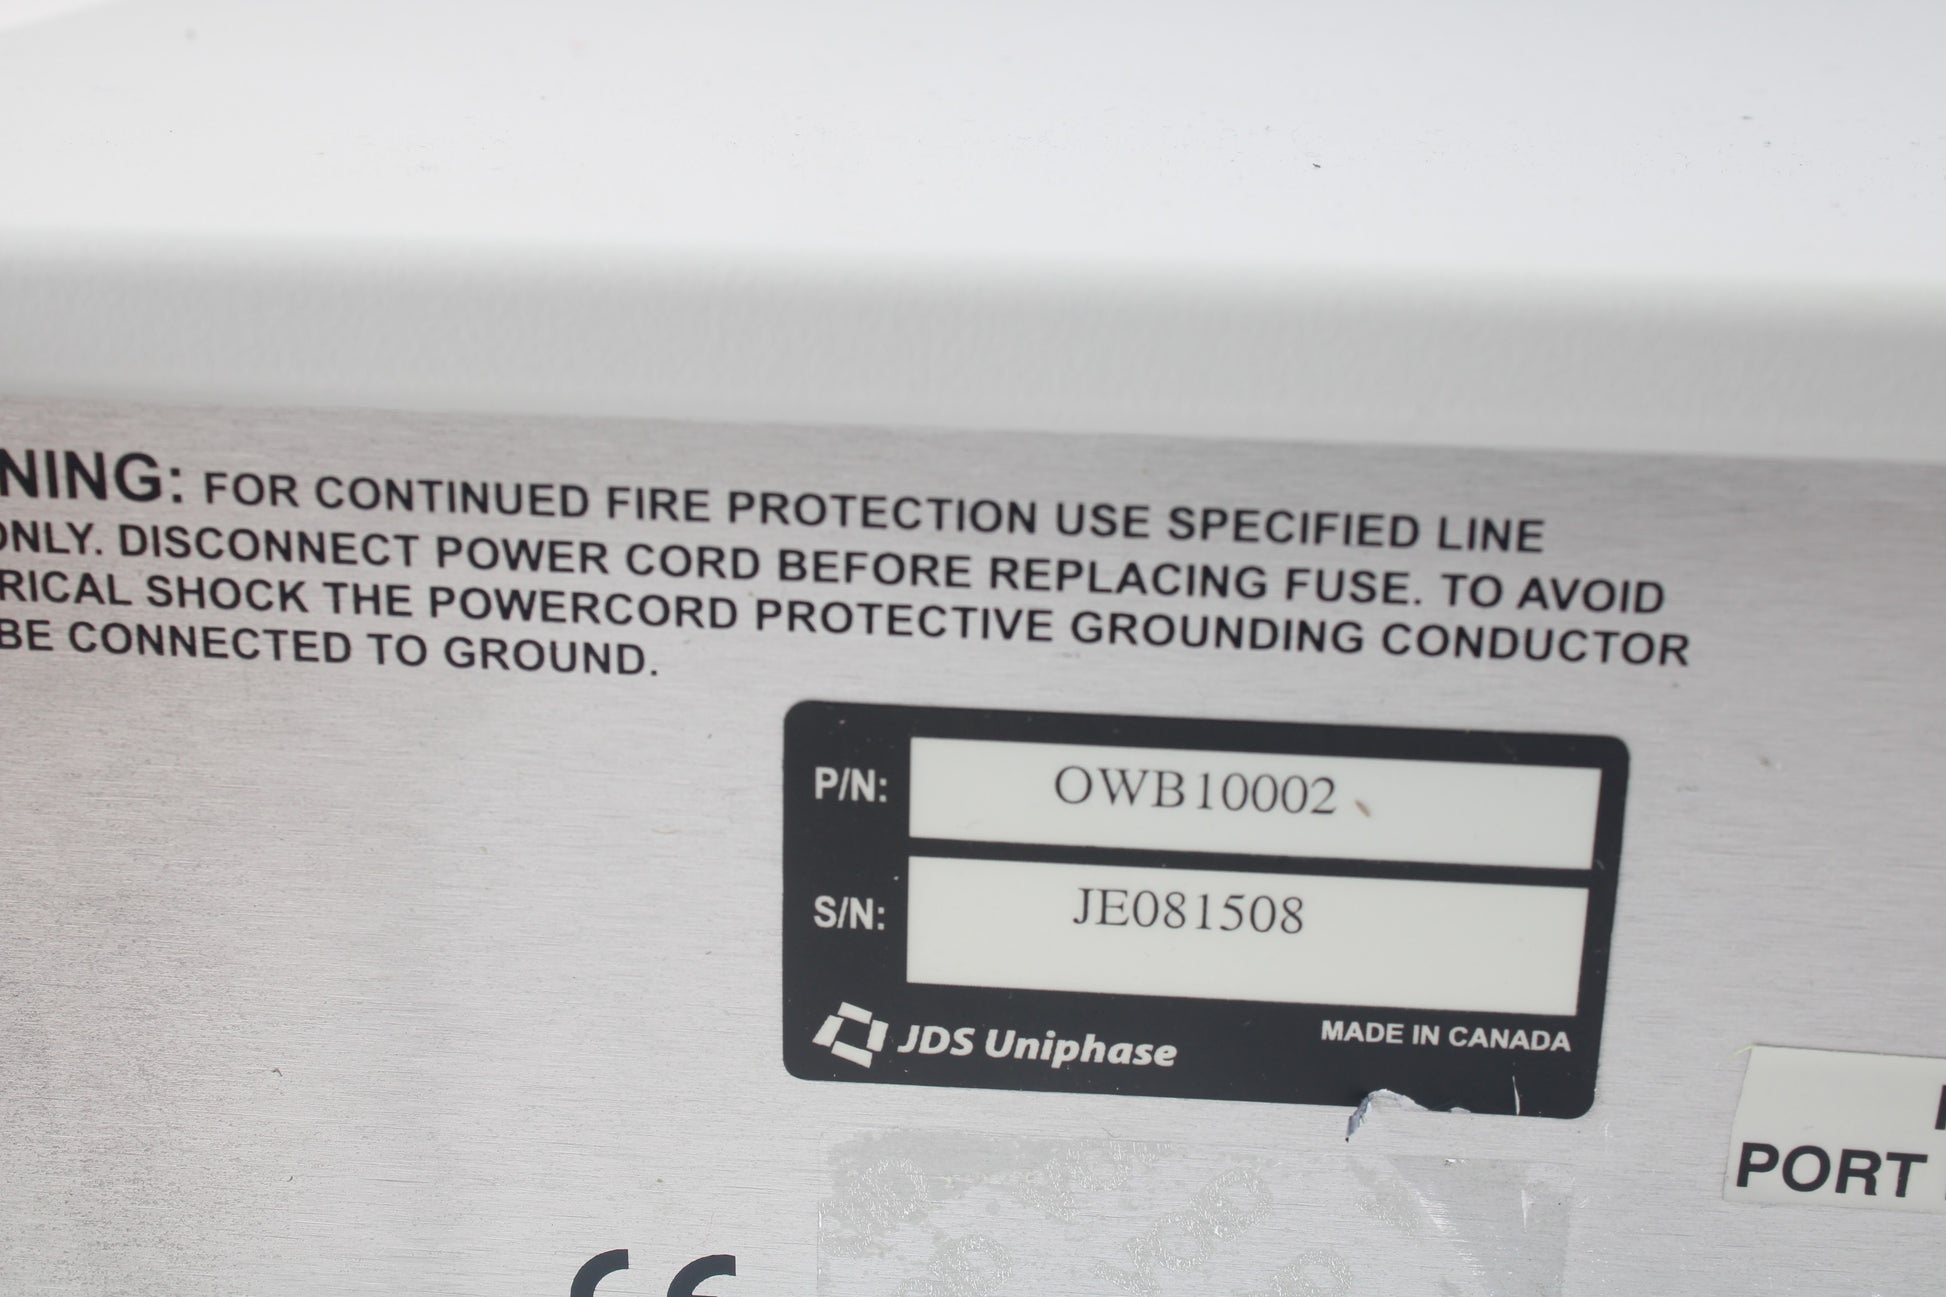 NING: FOR CONTINUED FIRE PROTECTION USE SPECIFIED LINE
ONLY. DISCONNECT POWER CORD BEFORE REPLACING FUSE. TO AVOID
RICAL SHOCK THE POWERCORD PROTECTIVE GROUNDING CONDUCTOR
BE CONNECTED TO GROUND.
P/N: OWB10002
S/N: JE081508
JDS Uniphase MADE IN CANADA
PORT
CE